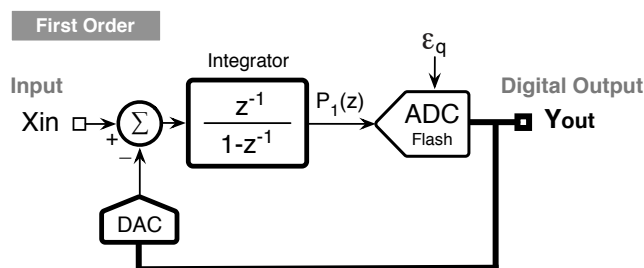 First Order
Input
Xin
+
−
Σ
Integrator
z⁻¹
1-z⁻¹
P₁(z)
εq
ADC
Flash
Digital Output
Yout
DAC